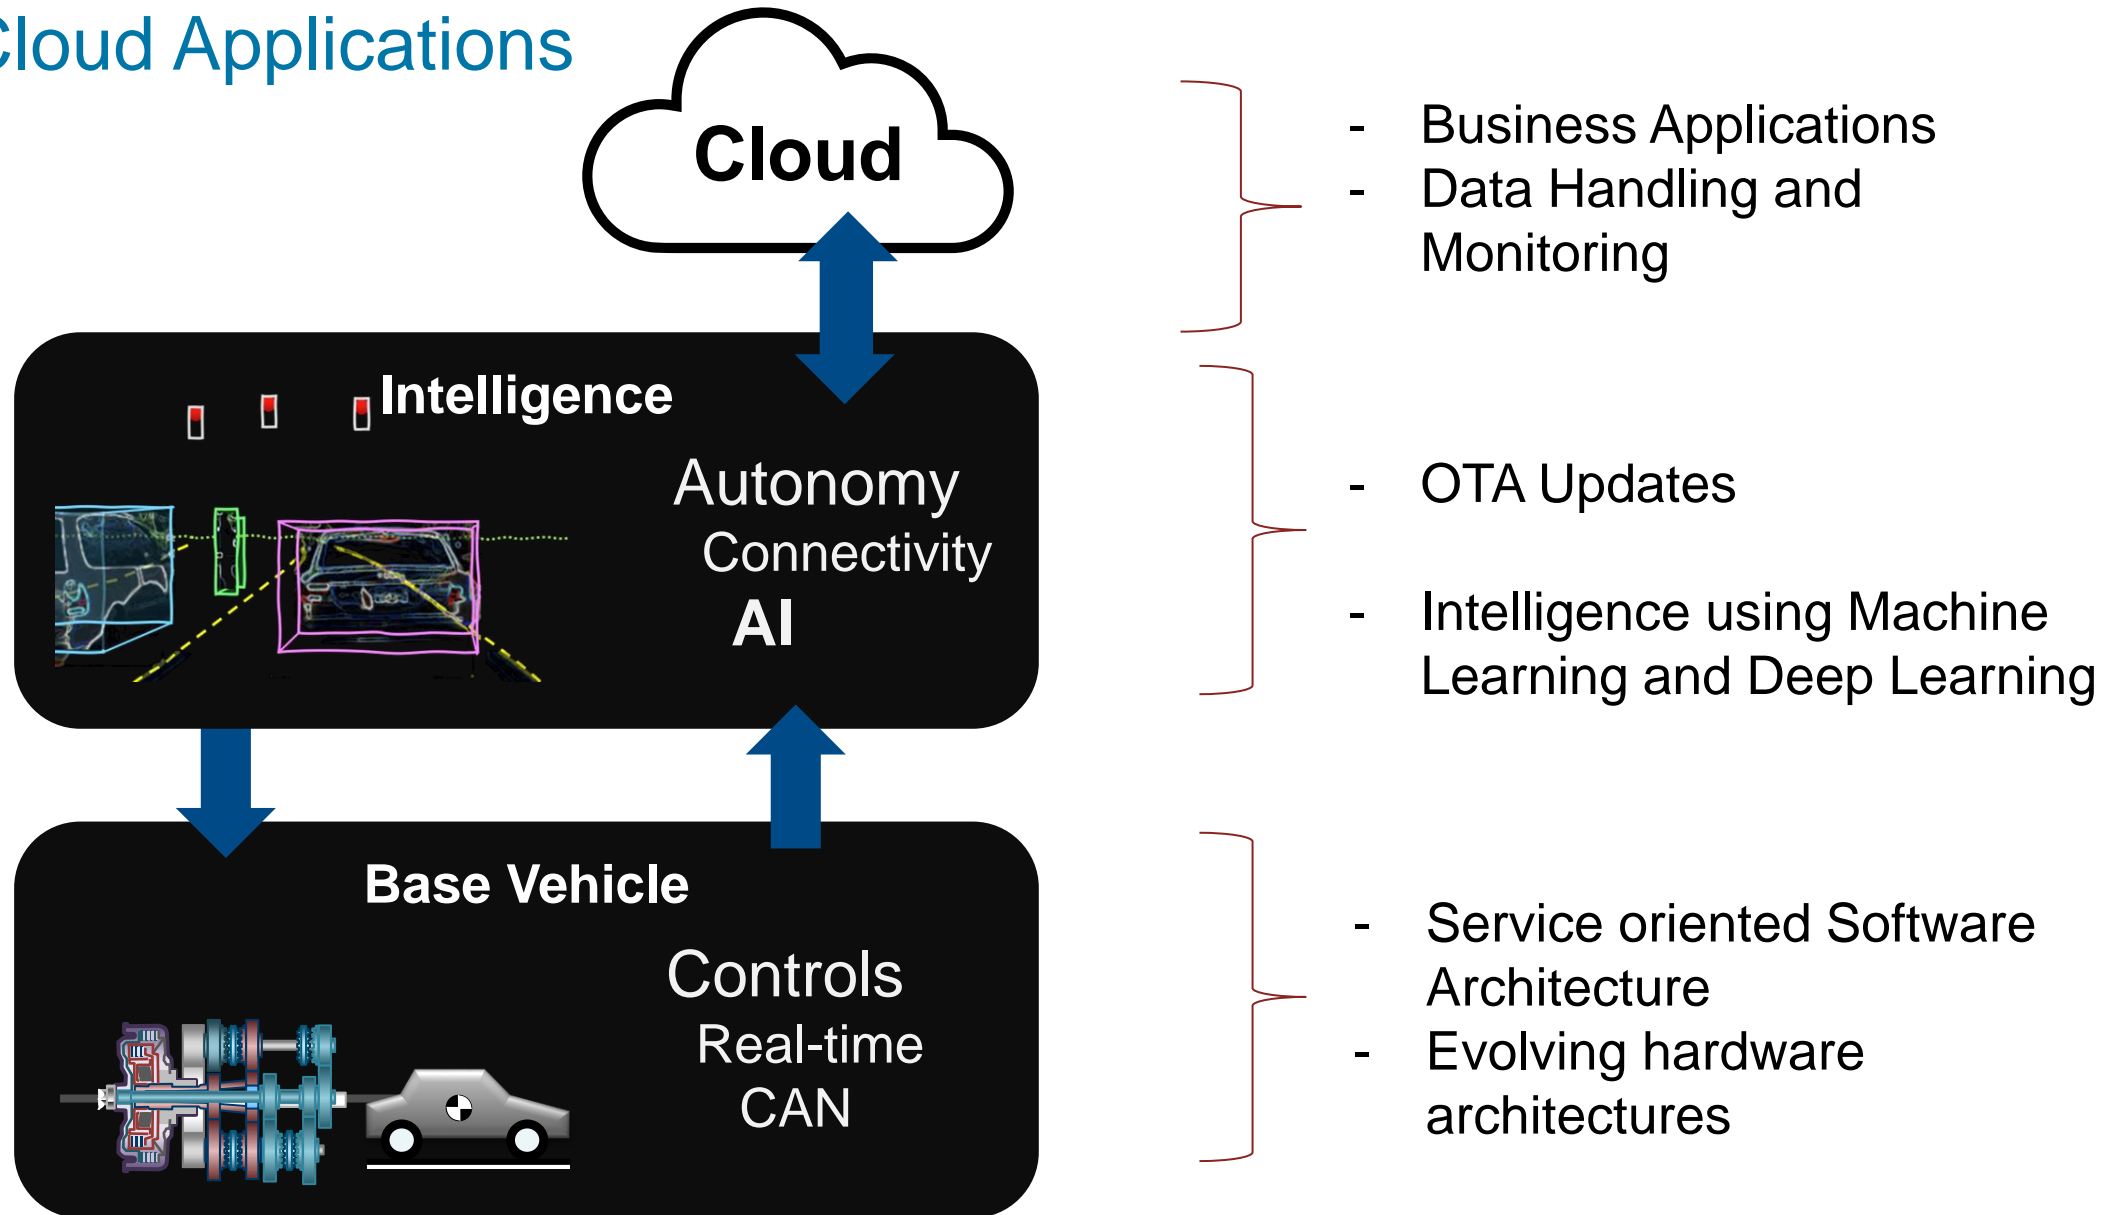 Cloud Applications
Cloud
- Business Applications
- Data Handling and
Monitoring
Intelligence
Autonomy
Connectivity
AI
- OTA Updates
- Intelligence using Machine
Learning and Deep Learning
Base Vehicle
Controls
Real-time
CAN
- Service oriented Software
Architecture
- Evolving hardware
architectures